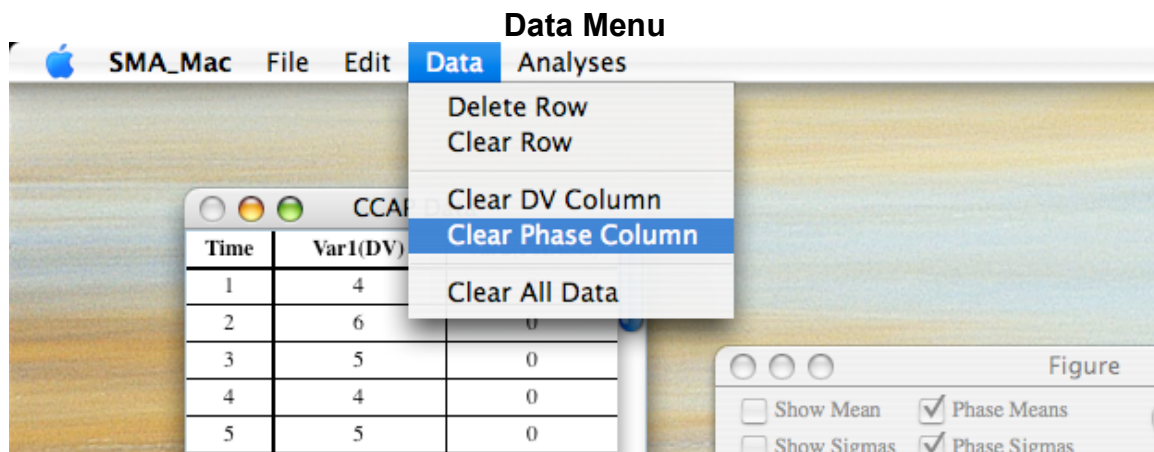 Data Menu
SMA_Mac File Edit Data Analyses
Delete Row
Clear Row
Clear DV Column
Clear Phase Column
Clear All Data
CCAP
Time Var1(DV)
1 4
2 6 0
3 5 0
4 4 0
5 5 0
Figure
Show Mean Phase Means
Show Sigmas Phase Sigmas